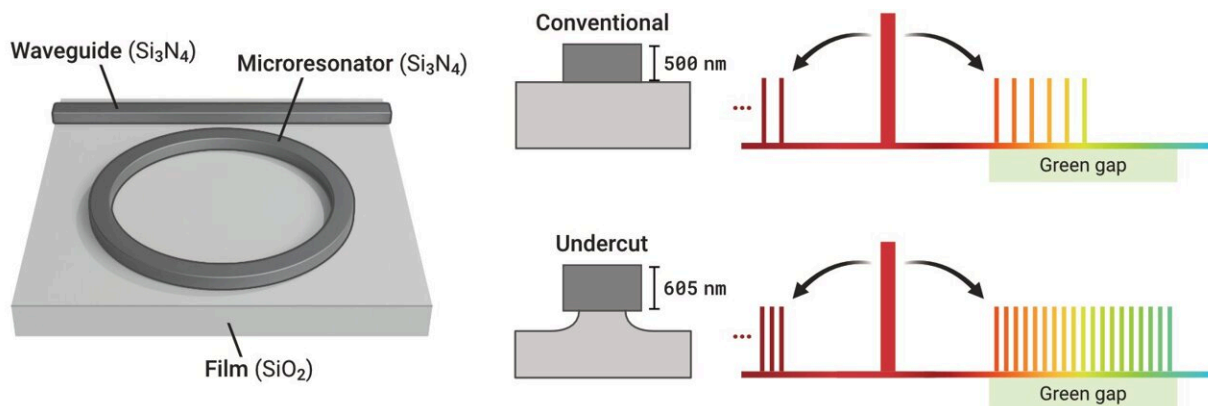 Waveguide (Si₃N₄)
Microresonator (Si₃N₄)
Film (SiO₂)
Conventional
500 nm
...
Green gap
Undercut
605 nm
...
Green gap